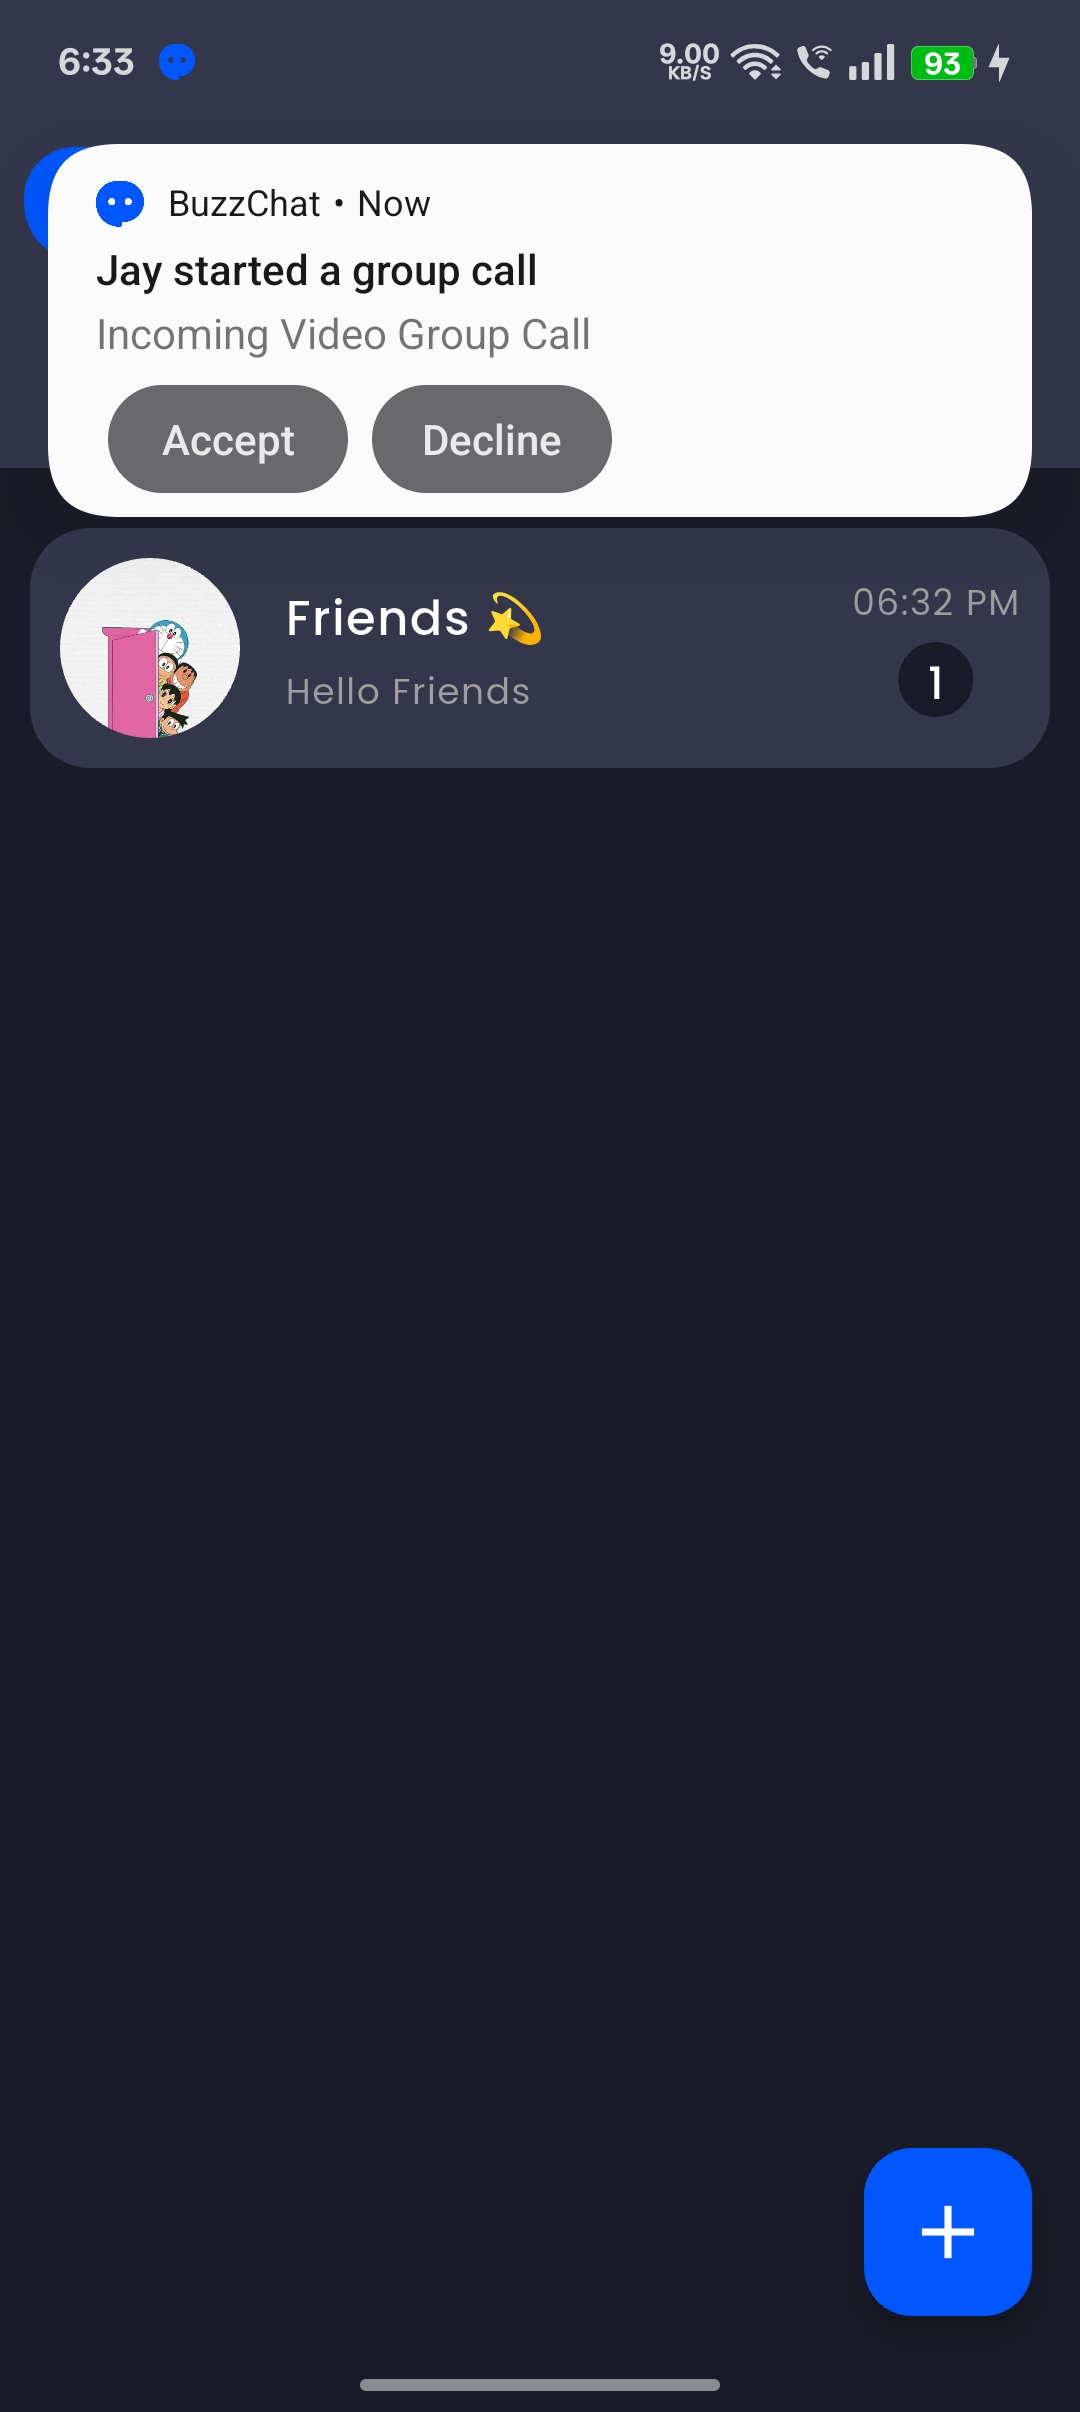 6:33
9.00
KB/S
93
BuzzChat • Now
Jay started a group call
Incoming Video Group Call
Accept Decline
Friends 💫
06:32 PM
Hello Friends
1